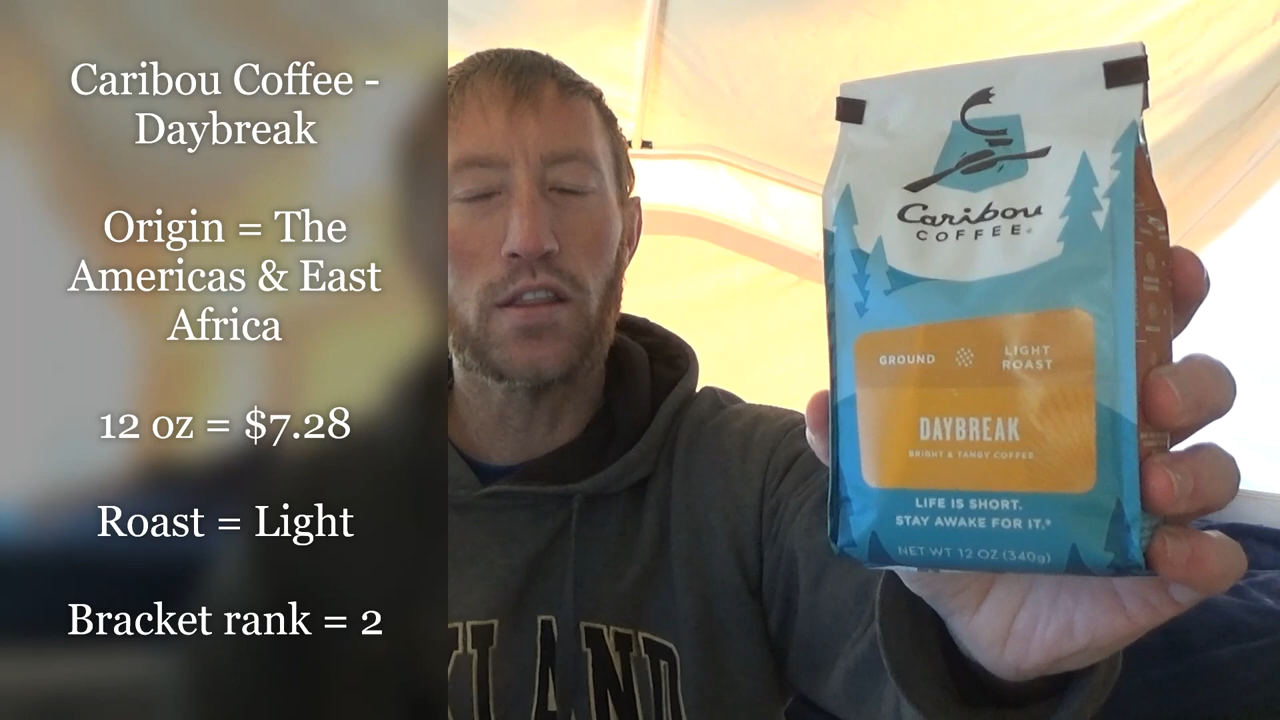 Caribou Coffee -
Daybreak
Origin = The
Americas & East
Africa
12 oz = $7.28
Roast = Light
Bracket rank = 2
Caribou
COFFEE
GROUND
LIGHT
ROAST
DAYBREAK
BRIGHT & TANGY COFFEE
LIFE IS SHORT.
STAY AWAKE FOR IT.®
NET WT 12 OZ (340g)